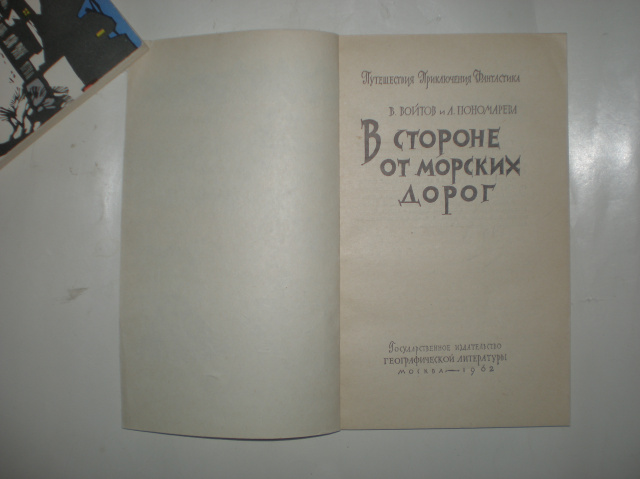 Путешествия Приключения Фантастика
В. ВОЙТОВ и А. ПОНОМАРЕВА
В СТОРОНЕ
ОТ МОРСКИХ
ДОРОГ
Государственное издательство
ГЕОГРАФИЧЕСКОЙ ЛИТЕРАТУРЫ
МОСКВА—1962